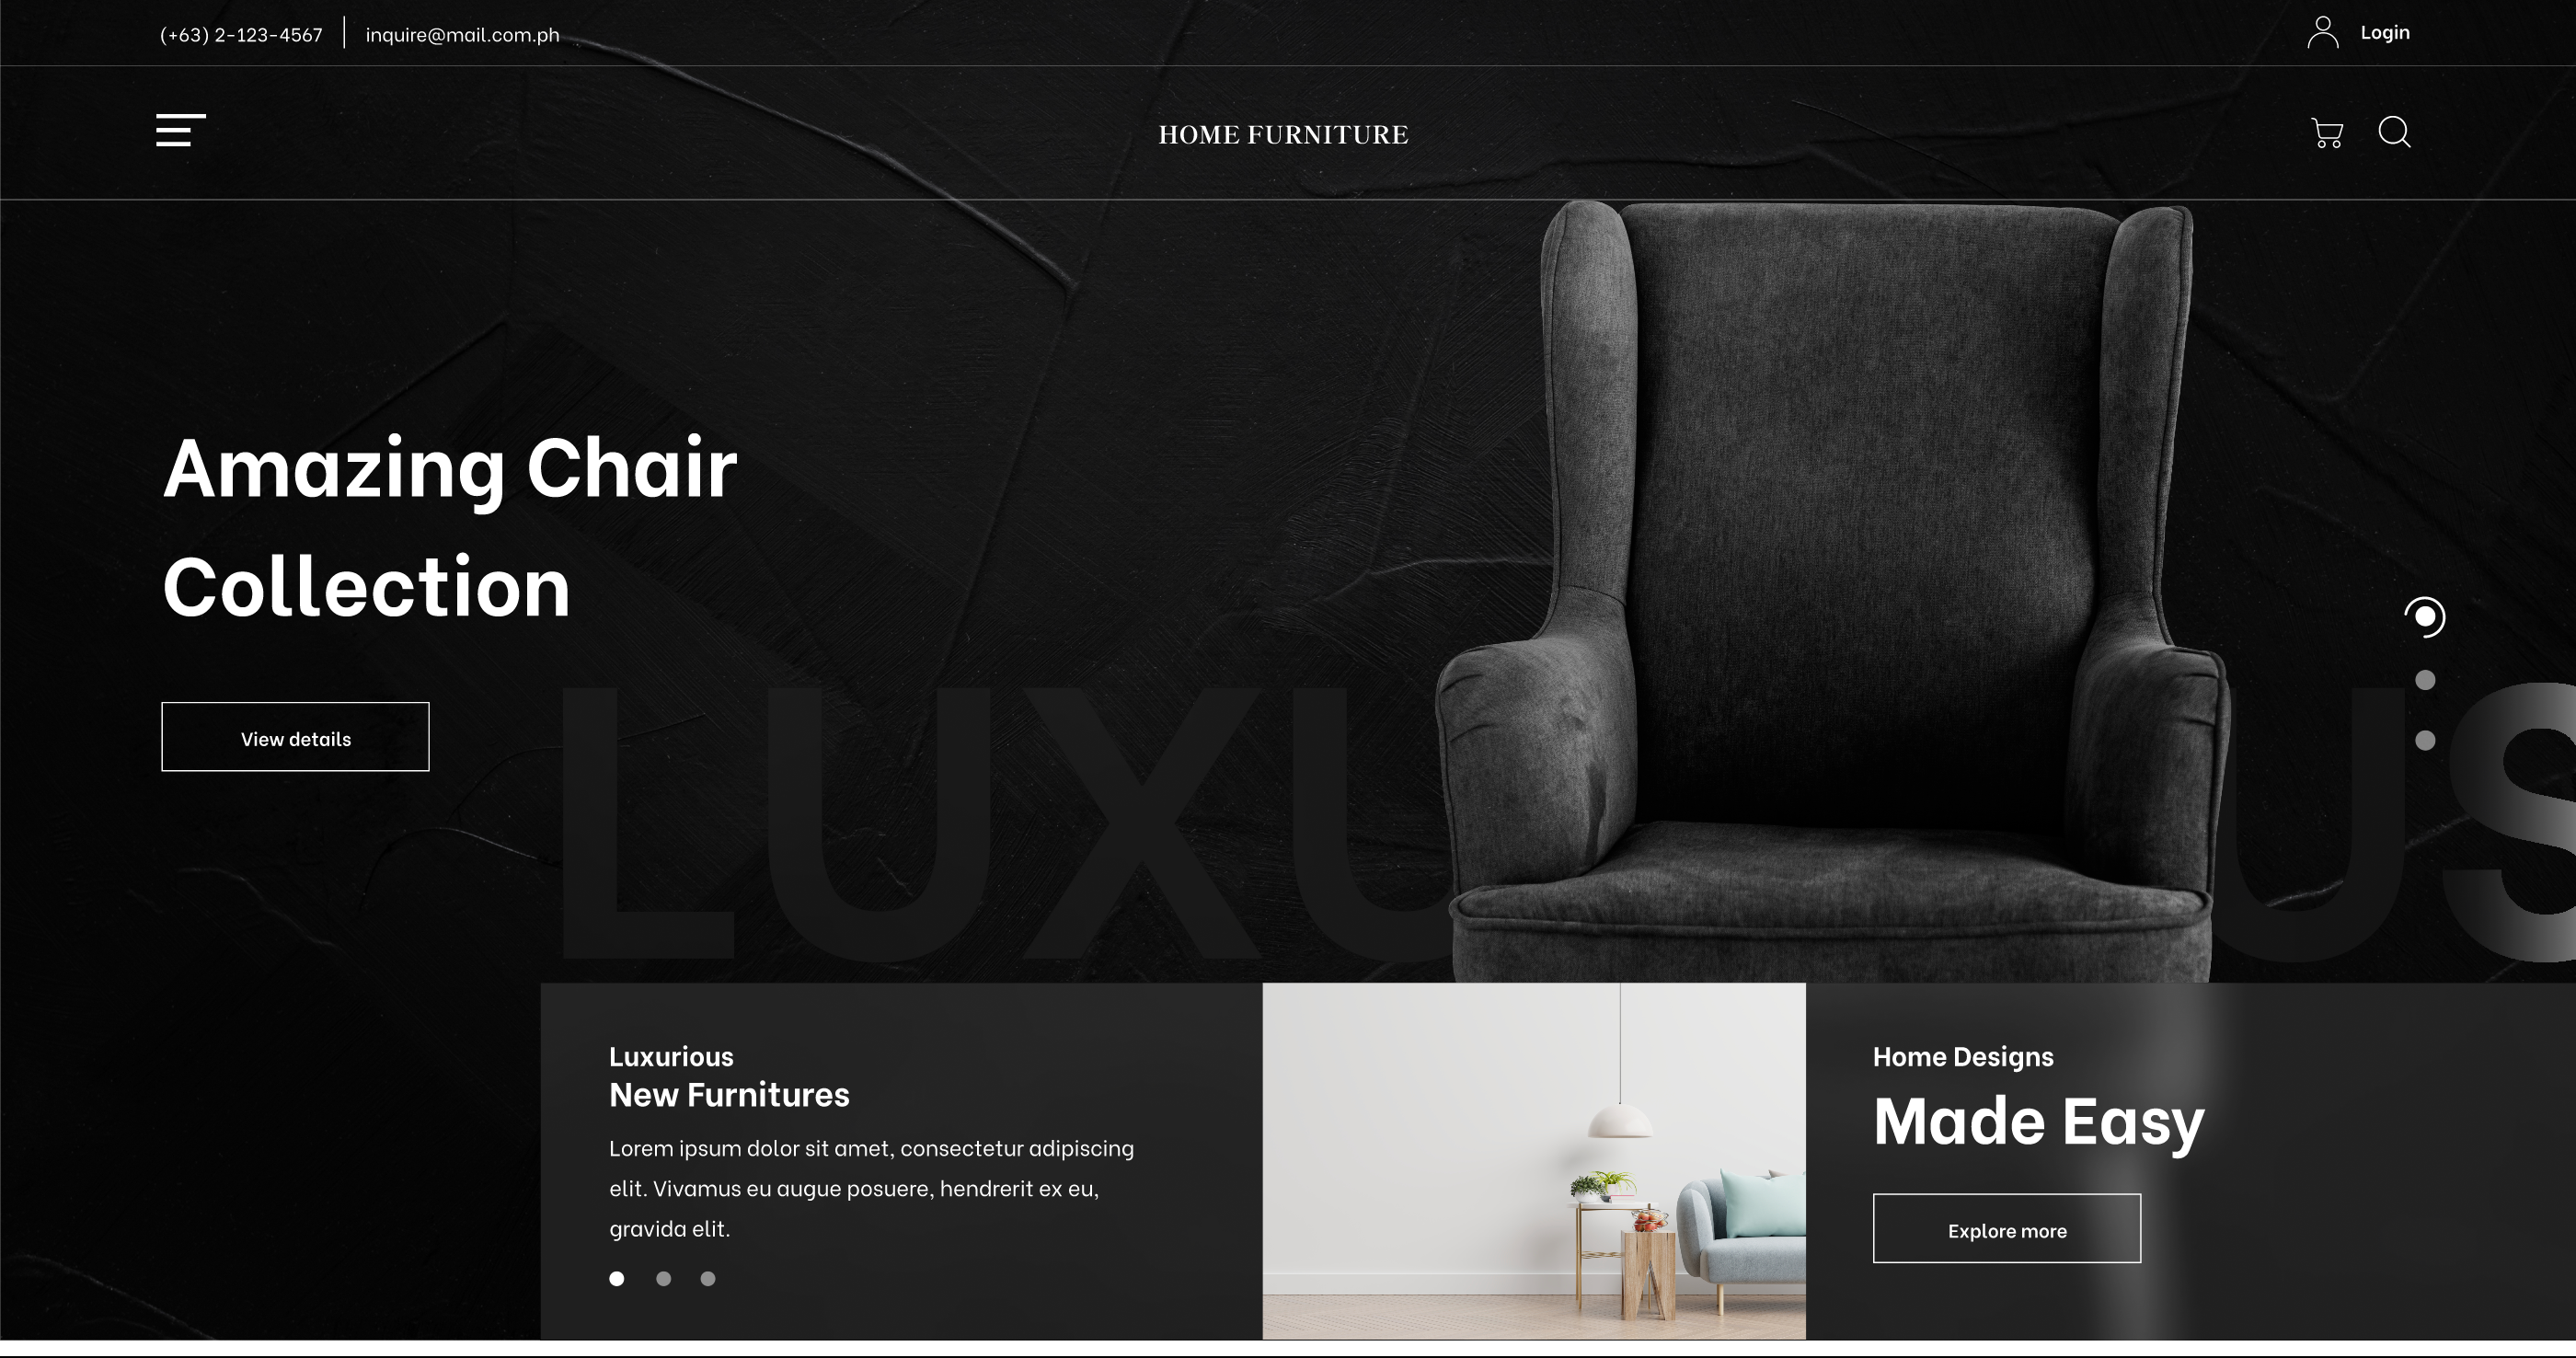 (+63) 2-123-4567
inquire@mail.com.ph
Login
HOME FURNITURE
Amazing Chair
Collection
View details
LUXU
US
Luxurious
New Furnitures
Lorem ipsum dolor sit amet, consectetur adipiscing
elit. Vivamus eu augue posuere, hendrerit ex eu,
gravida elit.
Home Designs
Made Easy
Explore more